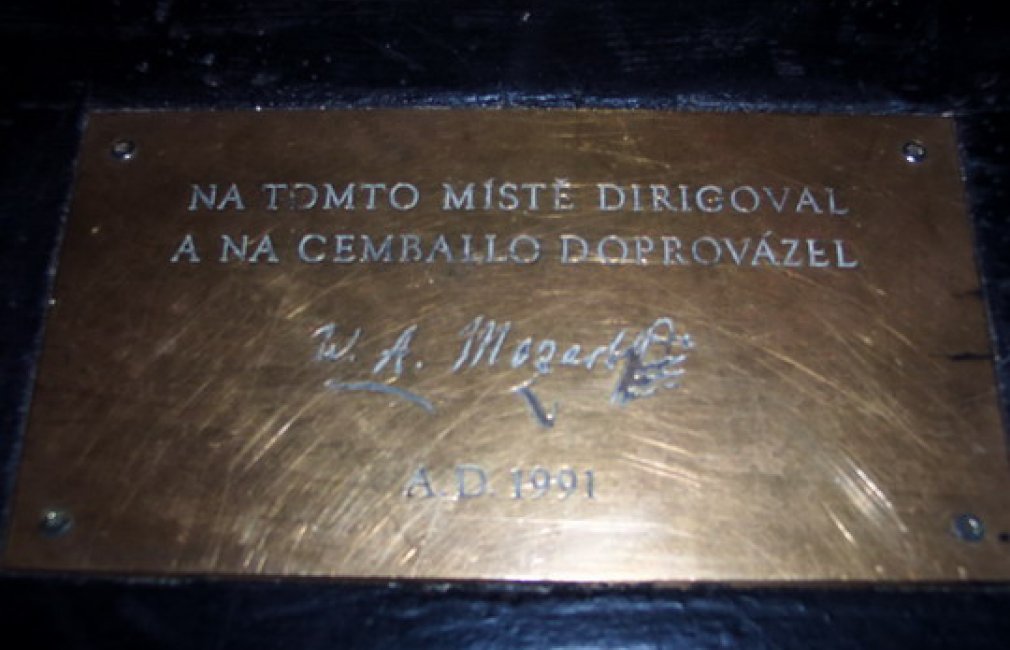 NA TOMTO MÍSTĚ DIRIGOVAL
A NA CEMBALLO DOPROVÁZEL
W. A. Mozart
A.D. 1991